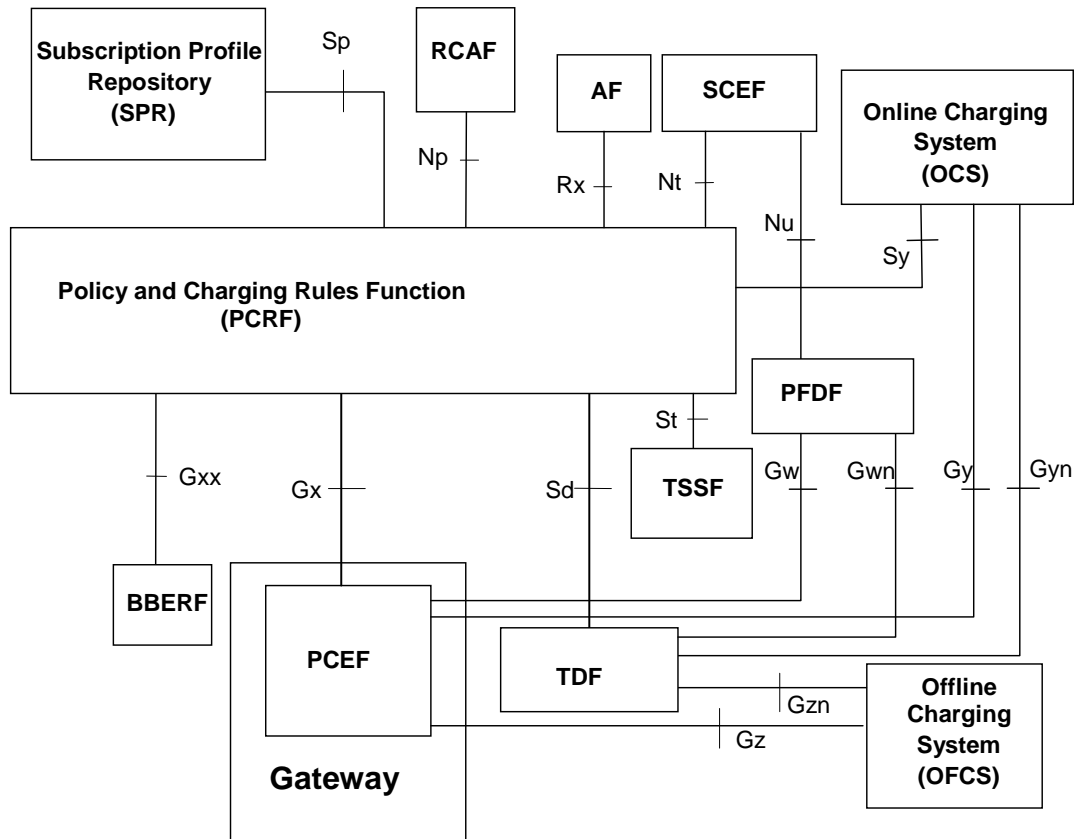 Subscription Profile
Repository
(SPR)
Sp
RCAF
Np
AF
Rx
SCEF
Nt
Nu
Online Charging
System
(OCS)
Sy
Policy and Charging Rules Function
(PCRF)
PFDF
St
TSSF
Gxx
Gx
Sd
Gw
Gwn
Gy
Gyn
BBERF
PCEF
TDF
Gzn
Gz
Offline
Charging
System
(OFCS)
Gateway